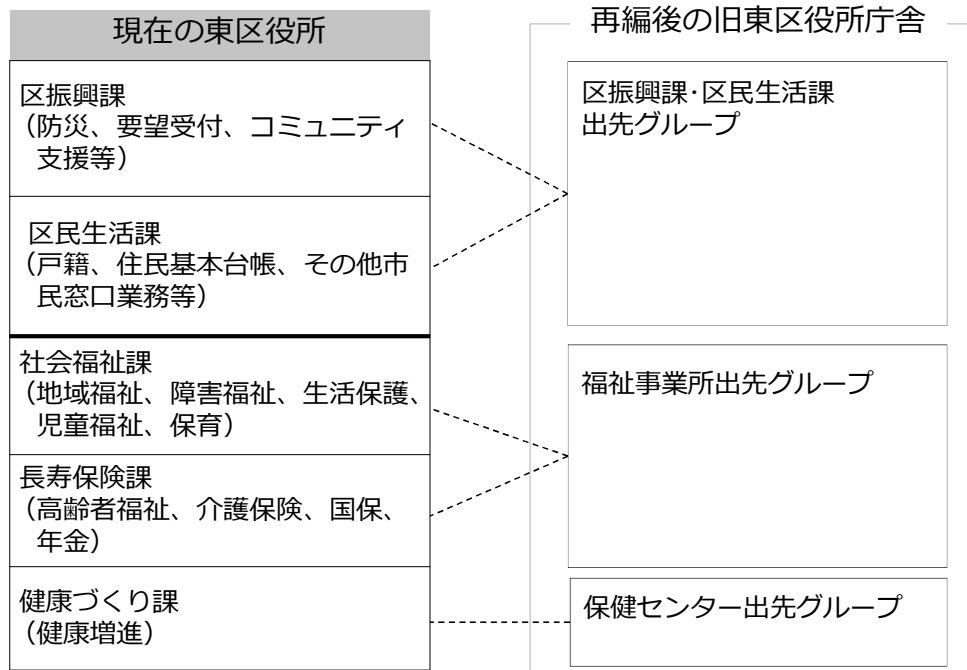 現在の東区役所
区振興課
(防災、要望受付、コミュニティ
支援等)
区民生活課
(戸籍、住民基本台帳、その他市
民窓口業務等)
社会福祉課
(地域福祉、障害福祉、生活保護、
児童福祉、保育)
長寿保険課
(高齢者福祉、介護保険、国保、
年金)
健康づくり課
(健康増進)
再編後の旧東区役所庁舎
区振興課･区民生活課
出先グループ
福祉事業所出先グループ
保健センター出先グループ